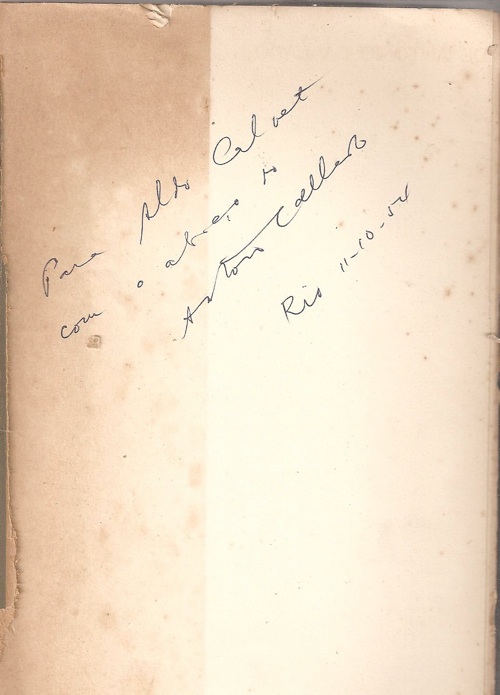 Para Aldo Calvet
com o abraço do
Antonio Callado
Rio 11-10-54